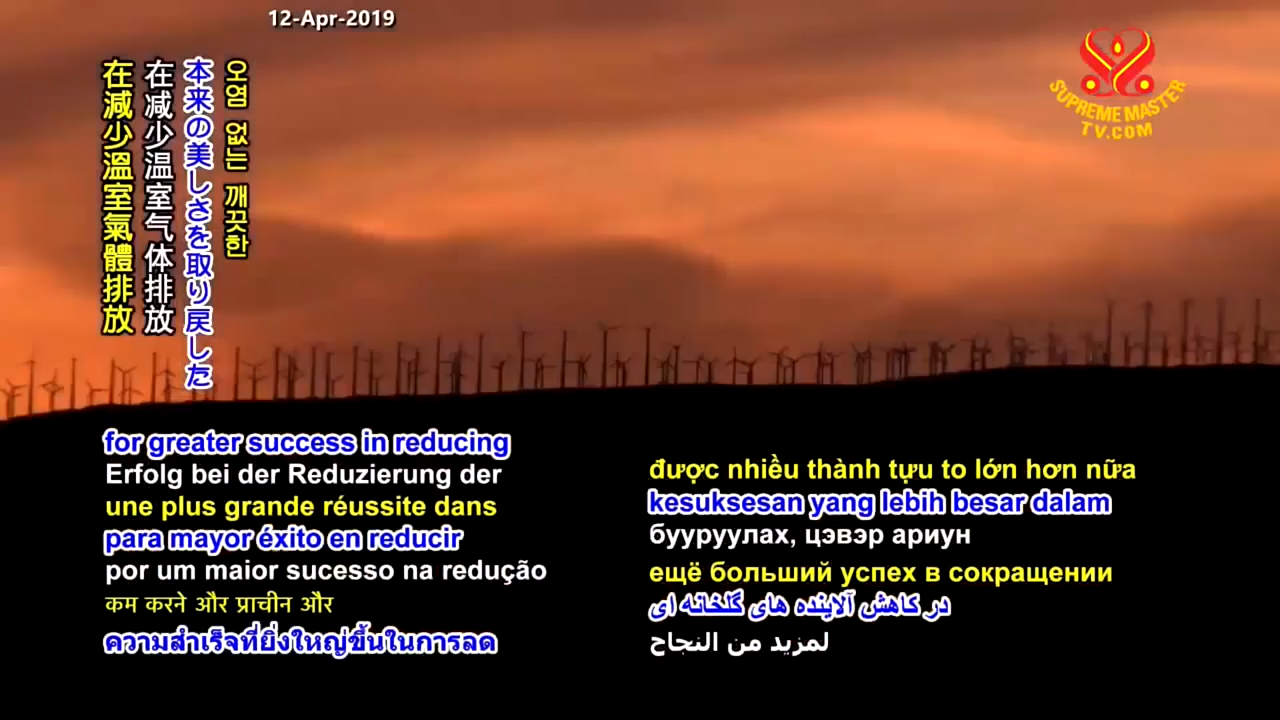 12-Apr-2019
SUPREME MASTER
TV.COM
在減少溫室氣體排放
在减少温室气体排放
本来の美しさを取り戻した
오염 없는 깨끗한
for greater success in reducing
Erfolg bei der Reduzierung der
une plus grande réussite dans
para mayor éxito en reducir
por um maior sucesso na redução
कम करने और प्राचीन और
ความสำเร็จที่ยิ่งใหญ่ขึ้นในการลด
được nhiều thành tựu to lớn hơn nữa
kesuksesan yang lebih besar dalam
бууруулах, цэвэр ариун
ещё больший успех в сокращении
در کاهش آلاینده های گلخانه ای
لمزيد من النجاح